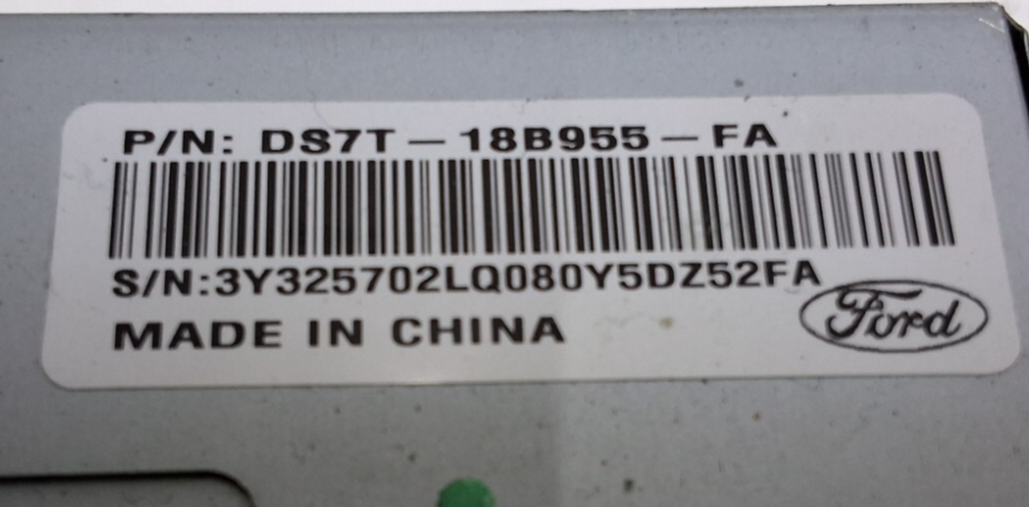 P/N: DS7T-18B955-FA
S/N:3Y325702LQ080Y5DZ52FA
MADE IN CHINA
Ford